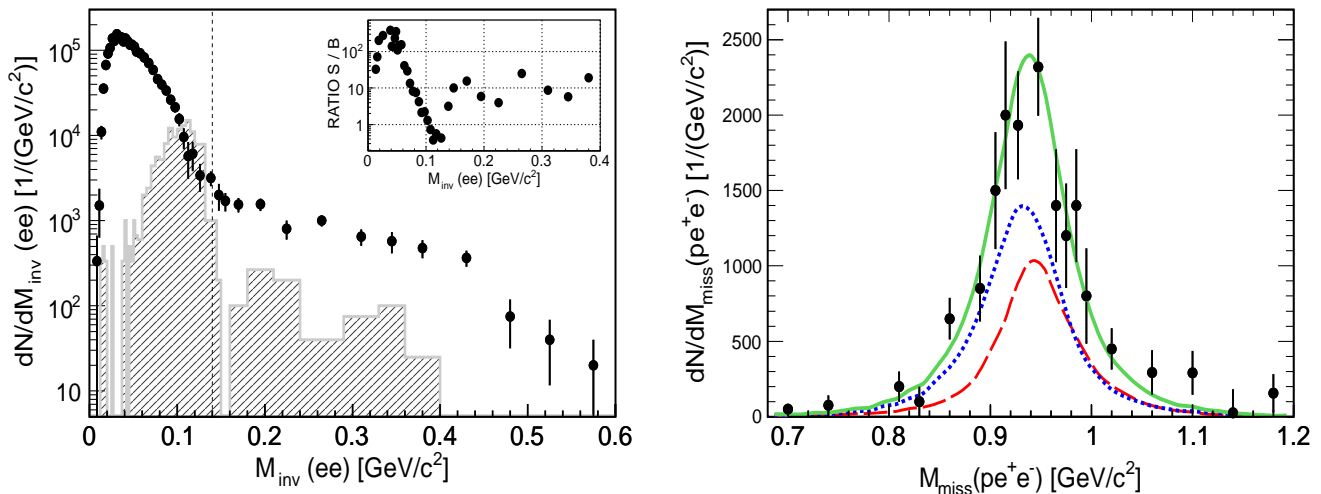 dN/dM_inv (ee) [1/(GeV/c²)]
10⁵
10⁴
10³
10²
10
0 0.1 0.2 0.3 0.4 0.5 0.6
M_inv (ee) [GeV/c²]
RATIO S / B
10²
10
1
0 0.1 0.2 0.3 0.4
M_inv (ee) [GeV/c²]
dN/dM_miss(pe⁺e⁻) [1/(GeV/c²)]
2500
2000
1500
1000
500
0
0.7 0.8 0.9 1 1.1 1.2
M_miss(pe⁺e⁻) [GeV/c²]